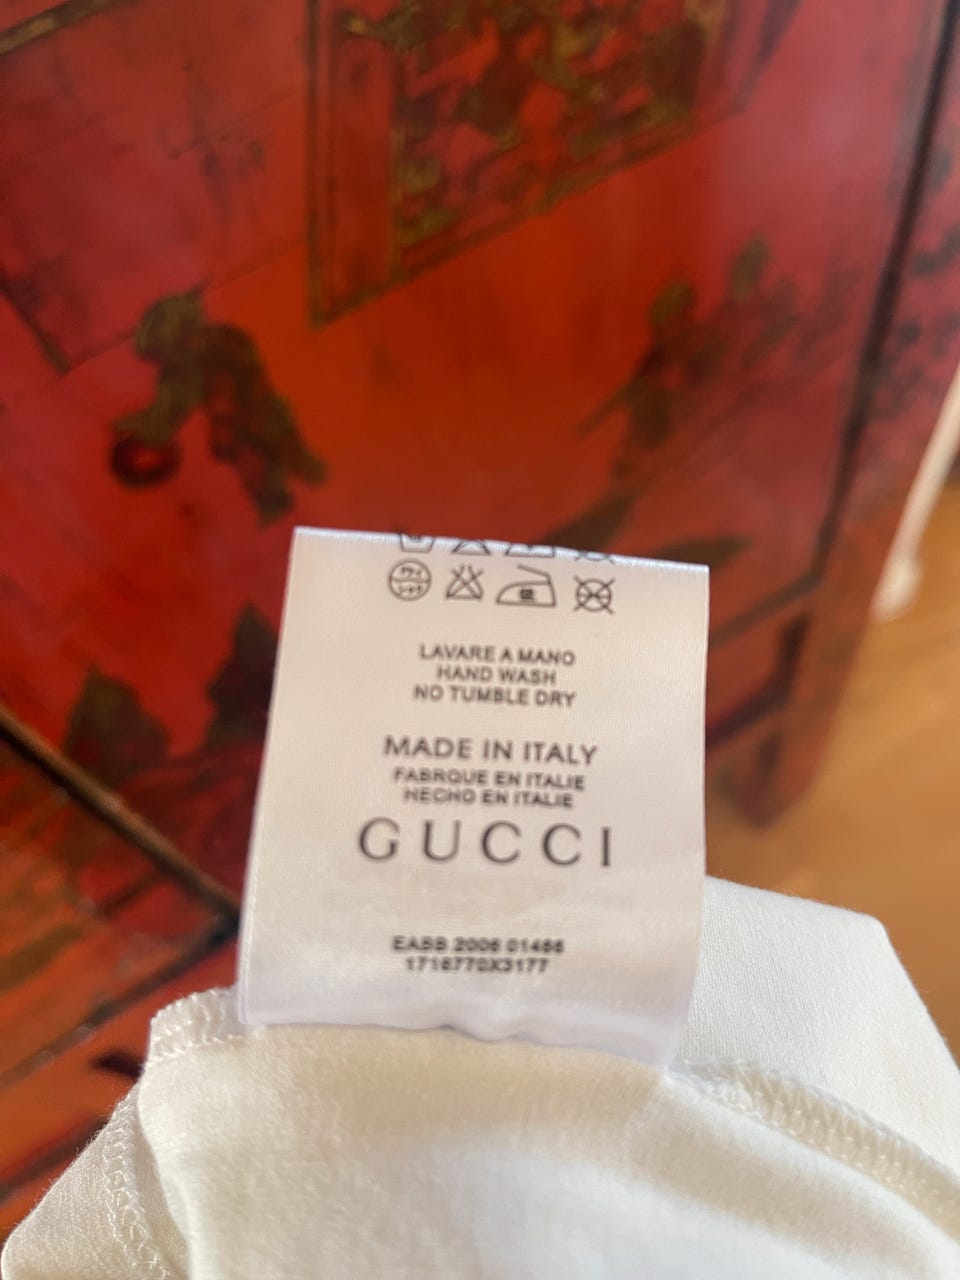 LAVARE A MANO
HAND WASH
NO TUMBLE DRY
MADE IN ITALY
FABRQUE EN ITALIE
HECHO EN ITALIE
GUCCI
EABB 2006 01466
1716770X3177